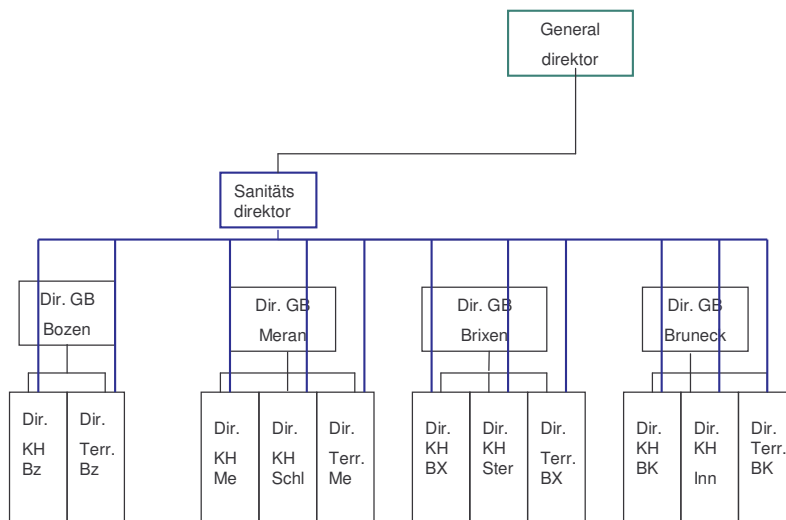 General
direktor
Sanitäts
direktor
Dir. GB
Bozen
Dir. GB
Meran
Dir. GB
Brixen
Dir. GB
Bruneck
Dir.
KH
Bz
Dir.
Terr.
Bz
Dir.
KH
Me
Dir.
KH
Schl
Dir.
Terr.
Me
Dir.
KH
BX
Dir.
KH
Ster
Dir.
Terr.
BX
Dir.
KH
BK
Dir.
KH
Inn
Dir.
Terr.
BK